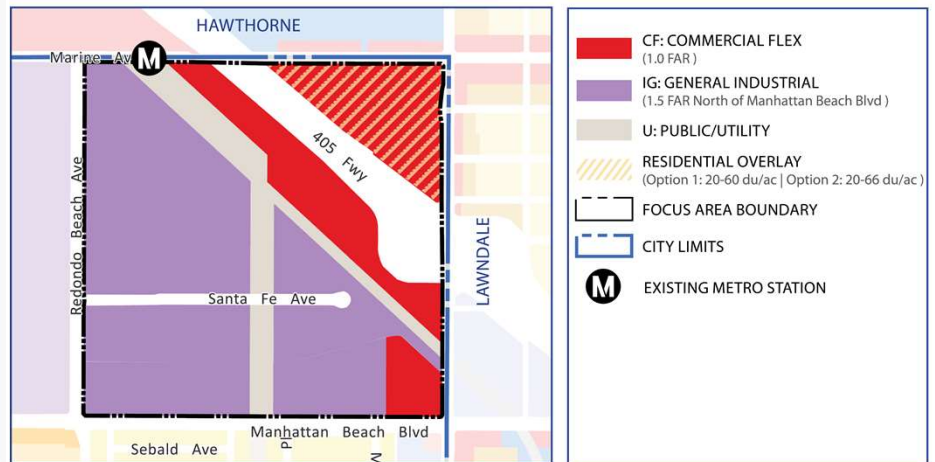 HAWTHORNE
Marine Av
M
405 Fwy
Redondo Beach Ave
Santa Fe Ave
LAWNDALE
Manhattan Beach Blvd
Pl
Sebald Ave
M
CF: COMMERCIAL FLEX
(1.0 FAR )
IG: GENERAL INDUSTRIAL
(1.5 FAR North of Manhattan Beach Blvd )
U: PUBLIC/UTILITY
RESIDENTIAL OVERLAY
(Option 1: 20-60 du/ac | Option 2: 20-66 du/ac )
FOCUS AREA BOUNDARY
CITY LIMITS
M
EXISTING METRO STATION